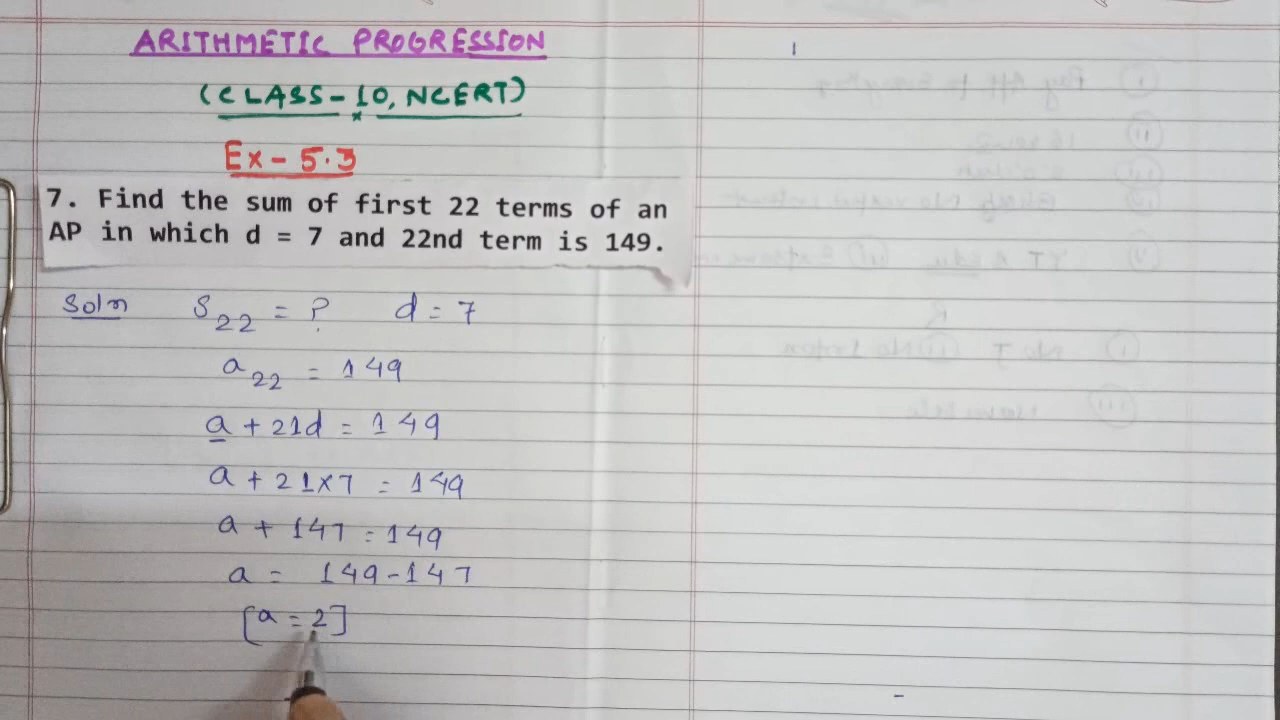 ARITHMETIC PROGRESSION
(CLASS-10, NCERT)
Ex - 5.3
7. Find the sum of first 22 terms of an
AP in which d = 7 and 22nd term is 149.
Soln S22 = ? d = 7
a22 = 149
a + 21d = 149
a + 21×7 = 149
a + 147 = 149
a = 149-147
[a = 2]